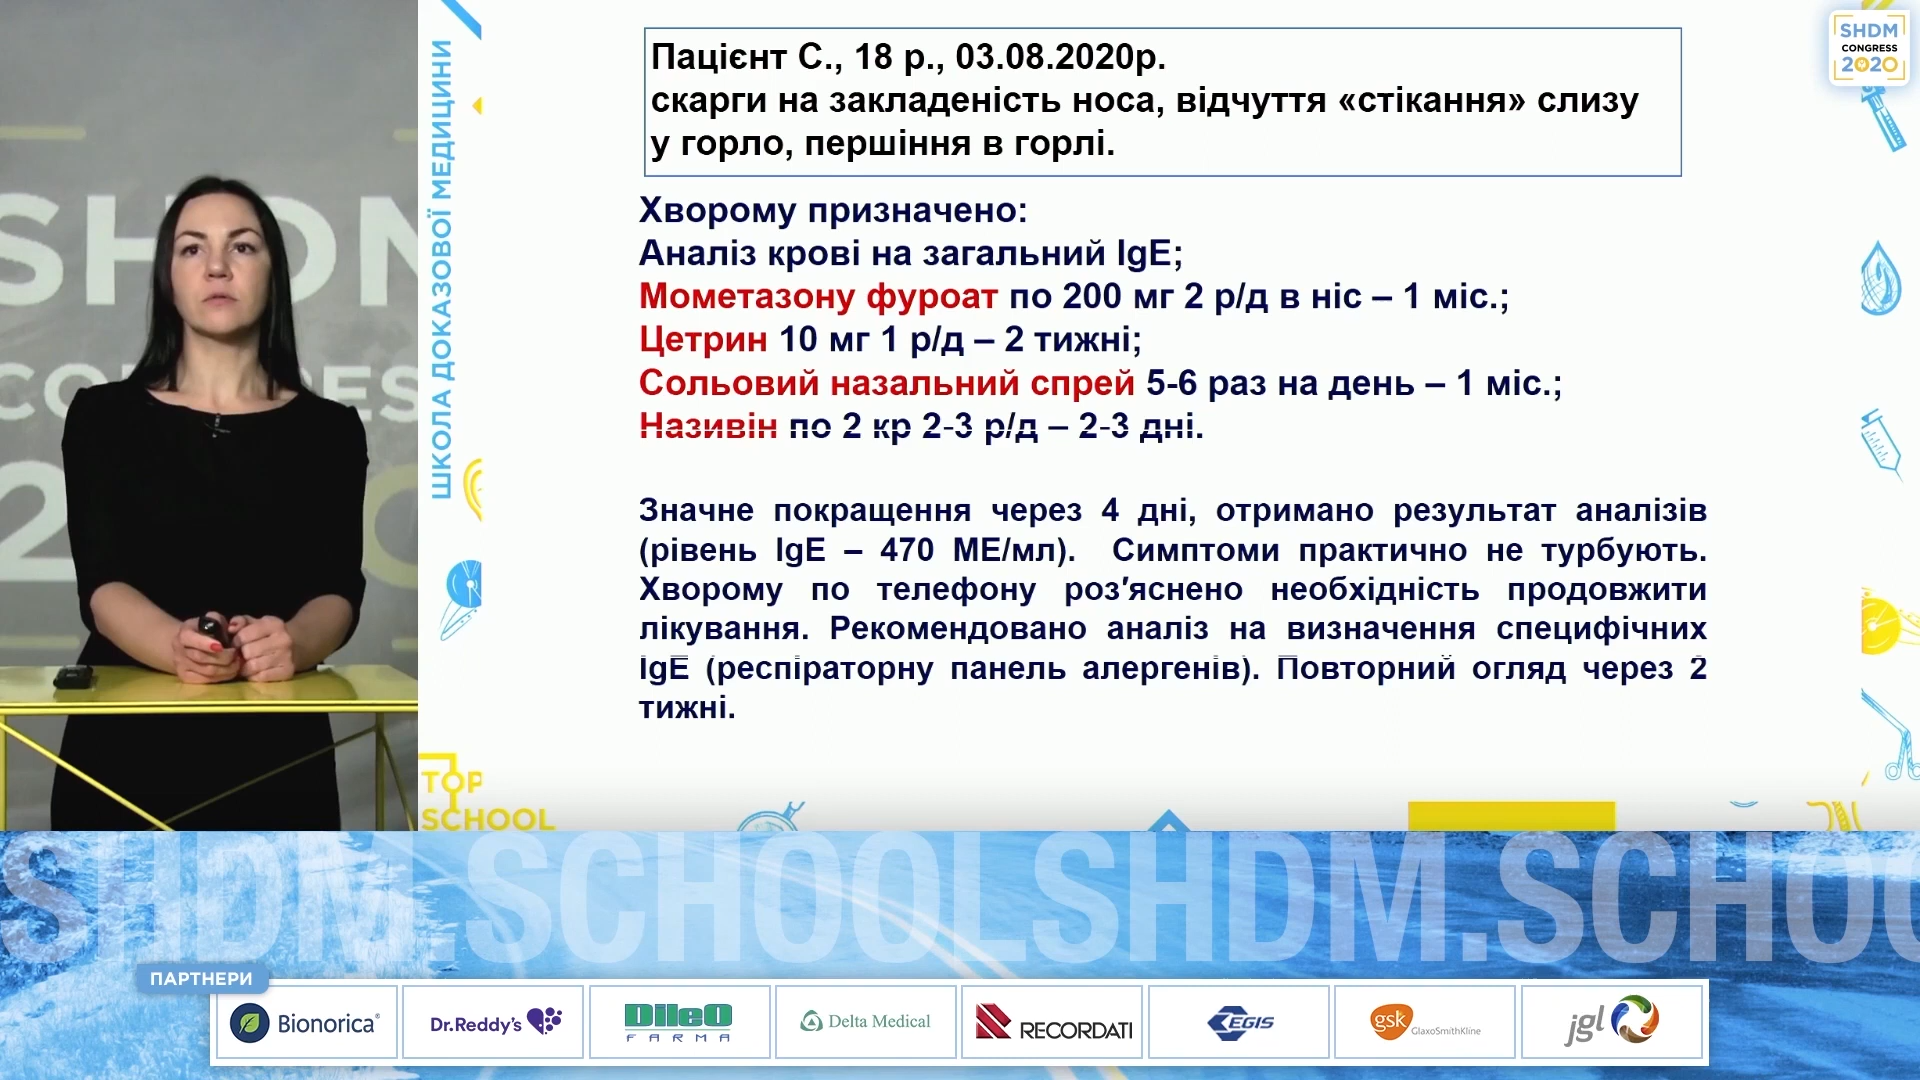 Пацієнт С., 18 р., 03.08.2020р.
скарги на закладеність носа, відчуття «стікання» слизу
у горло, першіння в горлі.
Хворому призначено:
Аналіз крові на загальний IgE;
Мометазону фуроат по 200 мг 2 р/д в ніс – 1 міс.;
Цетрин 10 мг 1 р/д – 2 тижні;
Сольовий назальний спрей 5-6 раз на день – 1 міс.;
Називін по 2 кр 2-3 р/д – 2-3 дні.
Значне покращення через 4 дні, отримано результат аналізів
(рівень IgE – 470 МЕ/мл). Симптоми практично не турбують.
Хворому по телефону роз'яснено необхідність продовжити
лікування. Рекомендовано аналіз на визначення специфічних
IgE (респіраторну панель алергенів). Повторний огляд через 2
тижні.
ШКОЛА ДОКАЗОВОЇ МЕДИЦИНИ
SHDM
CONGRESS
2020
TOP
SCHOOL
SHDM.SCHOOLSHDM.SCHOO
ПАРТНЕРИ
Bionorica®
Dr.Reddy's
DileO
FARMA
Delta Medical
RECORDATI
EGIS
gsk
GlaxoSmithKline
jgl